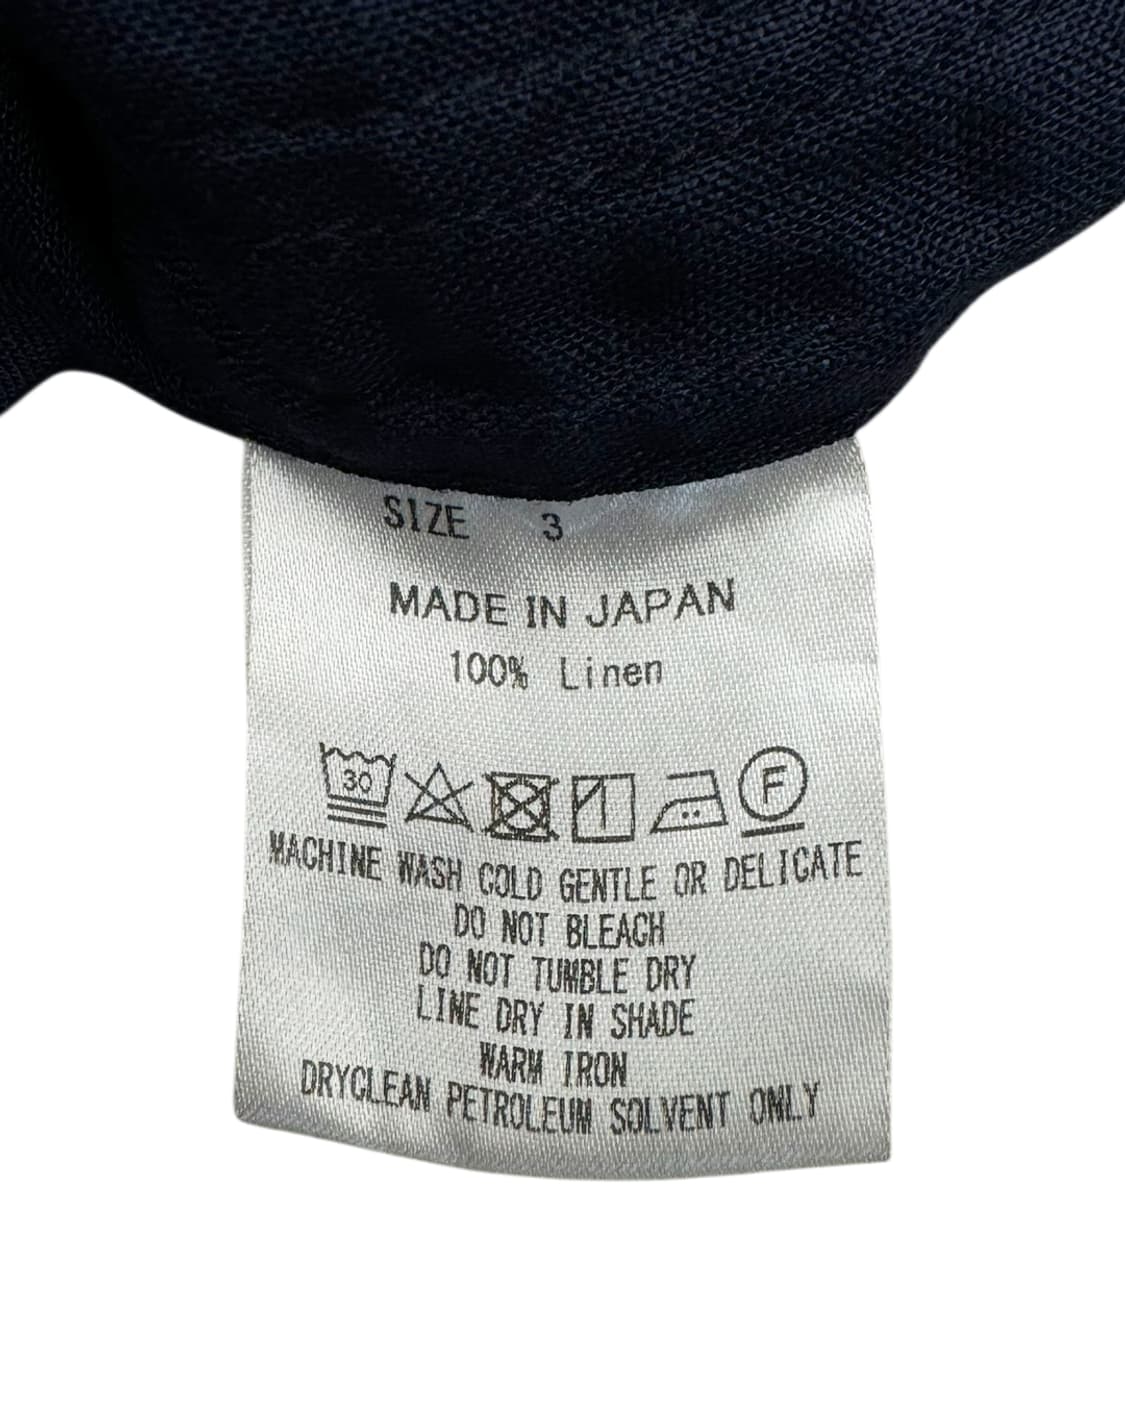 SIZE 3
MADE IN JAPAN
100% Linen
30 F
MACHINE WASH COLD GENTLE OR DELICATE
DO NOT BLEACH
DO NOT TUMBLE DRY
LINE DRY IN SHADE
WARM IRON
DRYCLEAN PETROLEUM SOLVENT ONLY